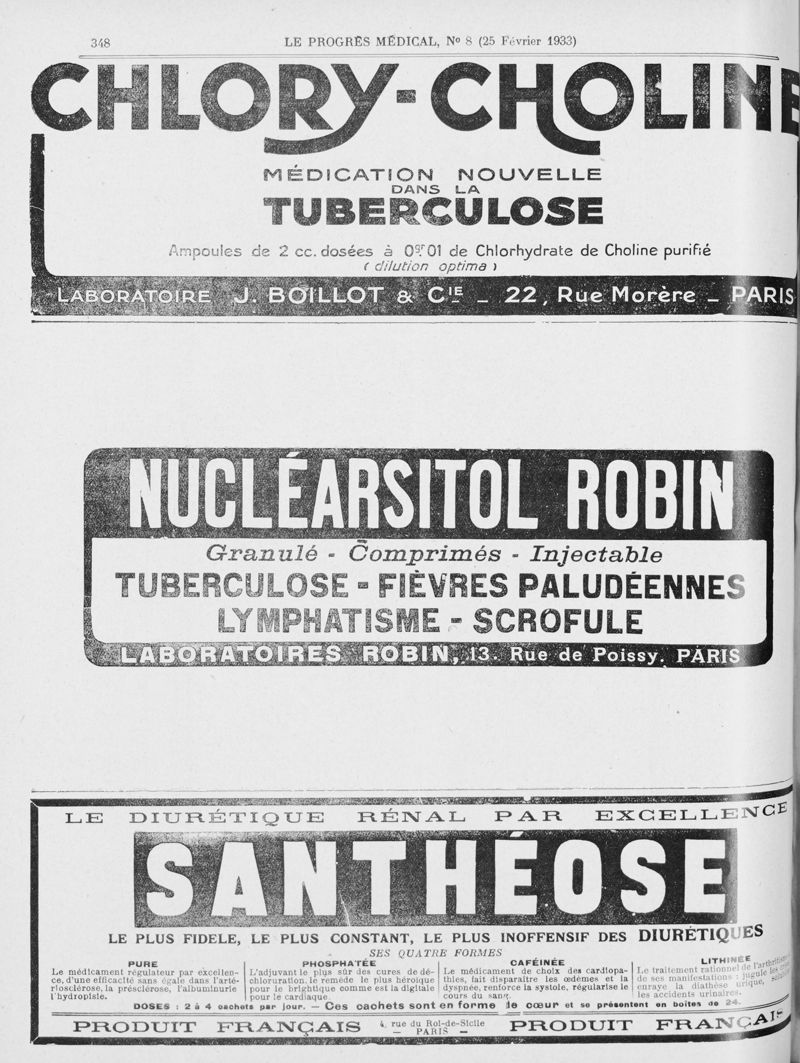 348 LE PROGRÈS MÉDICAL, Nº 8 (25 Février 1933)
CHLORY-CHOLINE
MÉDICATION NOUVELLE
DANS LA
TUBERCULOSE
Ampoules de 2 cc. dosées à 0gr01 de Chlorhydrate de Choline purifié
(dilution optima)
LABORATOIRE J. BOILLOT & CIE _ 22, Rue Morère _ PARIS
NUCLÉARSITOL ROBIN
Granulé - Comprimés - Injectable
TUBERCULOSE - FIÈVRES PALUDÉENNES
LYMPHATISME - SCROFULE
LABORATOIRES ROBIN, 13. Rue de Poissy. PARIS
LE DIURÉTIQUE RÉNAL PAR EXCELLENCE
SANTHÉOSE
LE PLUS FIDELE, LE PLUS CONSTANT, LE PLUS INOFFENSIF DES DIURÉTIQUES
SES QUATRE FORMES
PURE
Le médicament régulateur par excellen-
ce, d'une efficacité sans égale dans l'arté-
riosclérose, la présclérose, l'albuminurie
l'hydropisie.
PHOSPHATÉE
L'adjuvant le plus sûr des cures de dé-
chloruration, le remède le plus héroïque
pour le brightique comme est la digitale
pour le cardiaque.
CAFÉINÉE
Le médicament de choix des cardiopa-
thies, fait disparaître les œdèmes et la
dyspnée, renforce la systole, régularise le
cours du sang.
LITHINÉE
Le traitement rationnel de l'arthritisme
de ses manifestations : jugule les
enraye la diathèse urique,
les accidents urinaires.
DOSES : 2 à 4 cachets par jour. — Ces cachets sont en forme de cœur et se présentent en boîtes de 24.
PRODUIT FRANÇAIS 4, rue du Roi-de-Sicile PRODUIT FRANÇAIS
— PARIS —